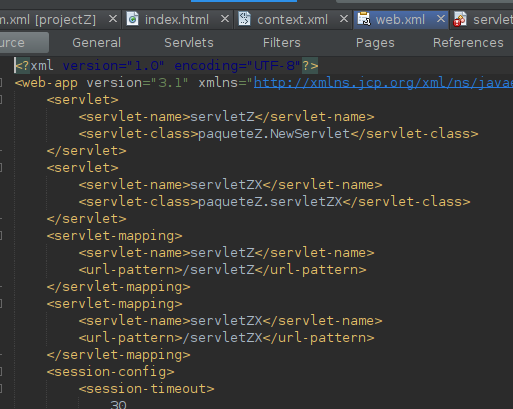 m.xml [projectZ] index.html context.xml web.xml servlet
urce General Servlets Filters Pages References
<?xml version="1.0" encoding="UTF-8"?>
<web-app version="3.1" xmlns="http://xmlns.jcp.org/xml/ns/javae
<servlet>
<servlet-name>servletZ</servlet-name>
<servlet-class>paqueteZ.NewServlet</servlet-class>
</servlet>
<servlet>
<servlet-name>servletZX</servlet-name>
<servlet-class>paqueteZ.servletZX</servlet-class>
</servlet>
<servlet-mapping>
<servlet-name>servletZ</servlet-name>
<url-pattern>/servletZ</url-pattern>
</servlet-mapping>
<servlet-mapping>
<servlet-name>servletZX</servlet-name>
<url-pattern>/servletZX</url-pattern>
</servlet-mapping>
<session-config>
<session-timeout>
30